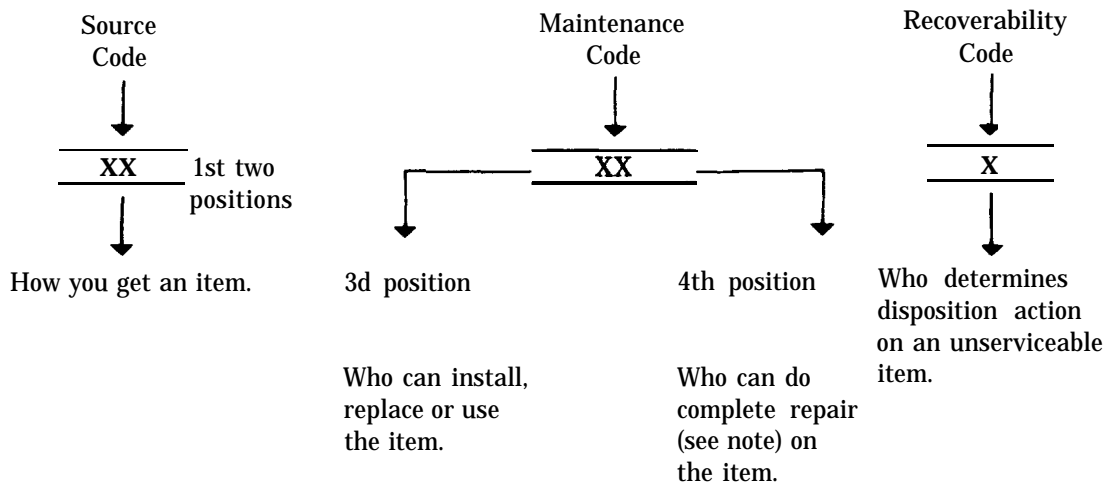 Source
Code
XX
1st two
positions
How you get an item.
Maintenance
Code
XX
3d position
Who can install,
replace or use
the item.
4th position
Who can do
complete repair
(see note) on
the item.
Recoverability
Code
X
Who determines
disposition action
on an unserviceable
item.